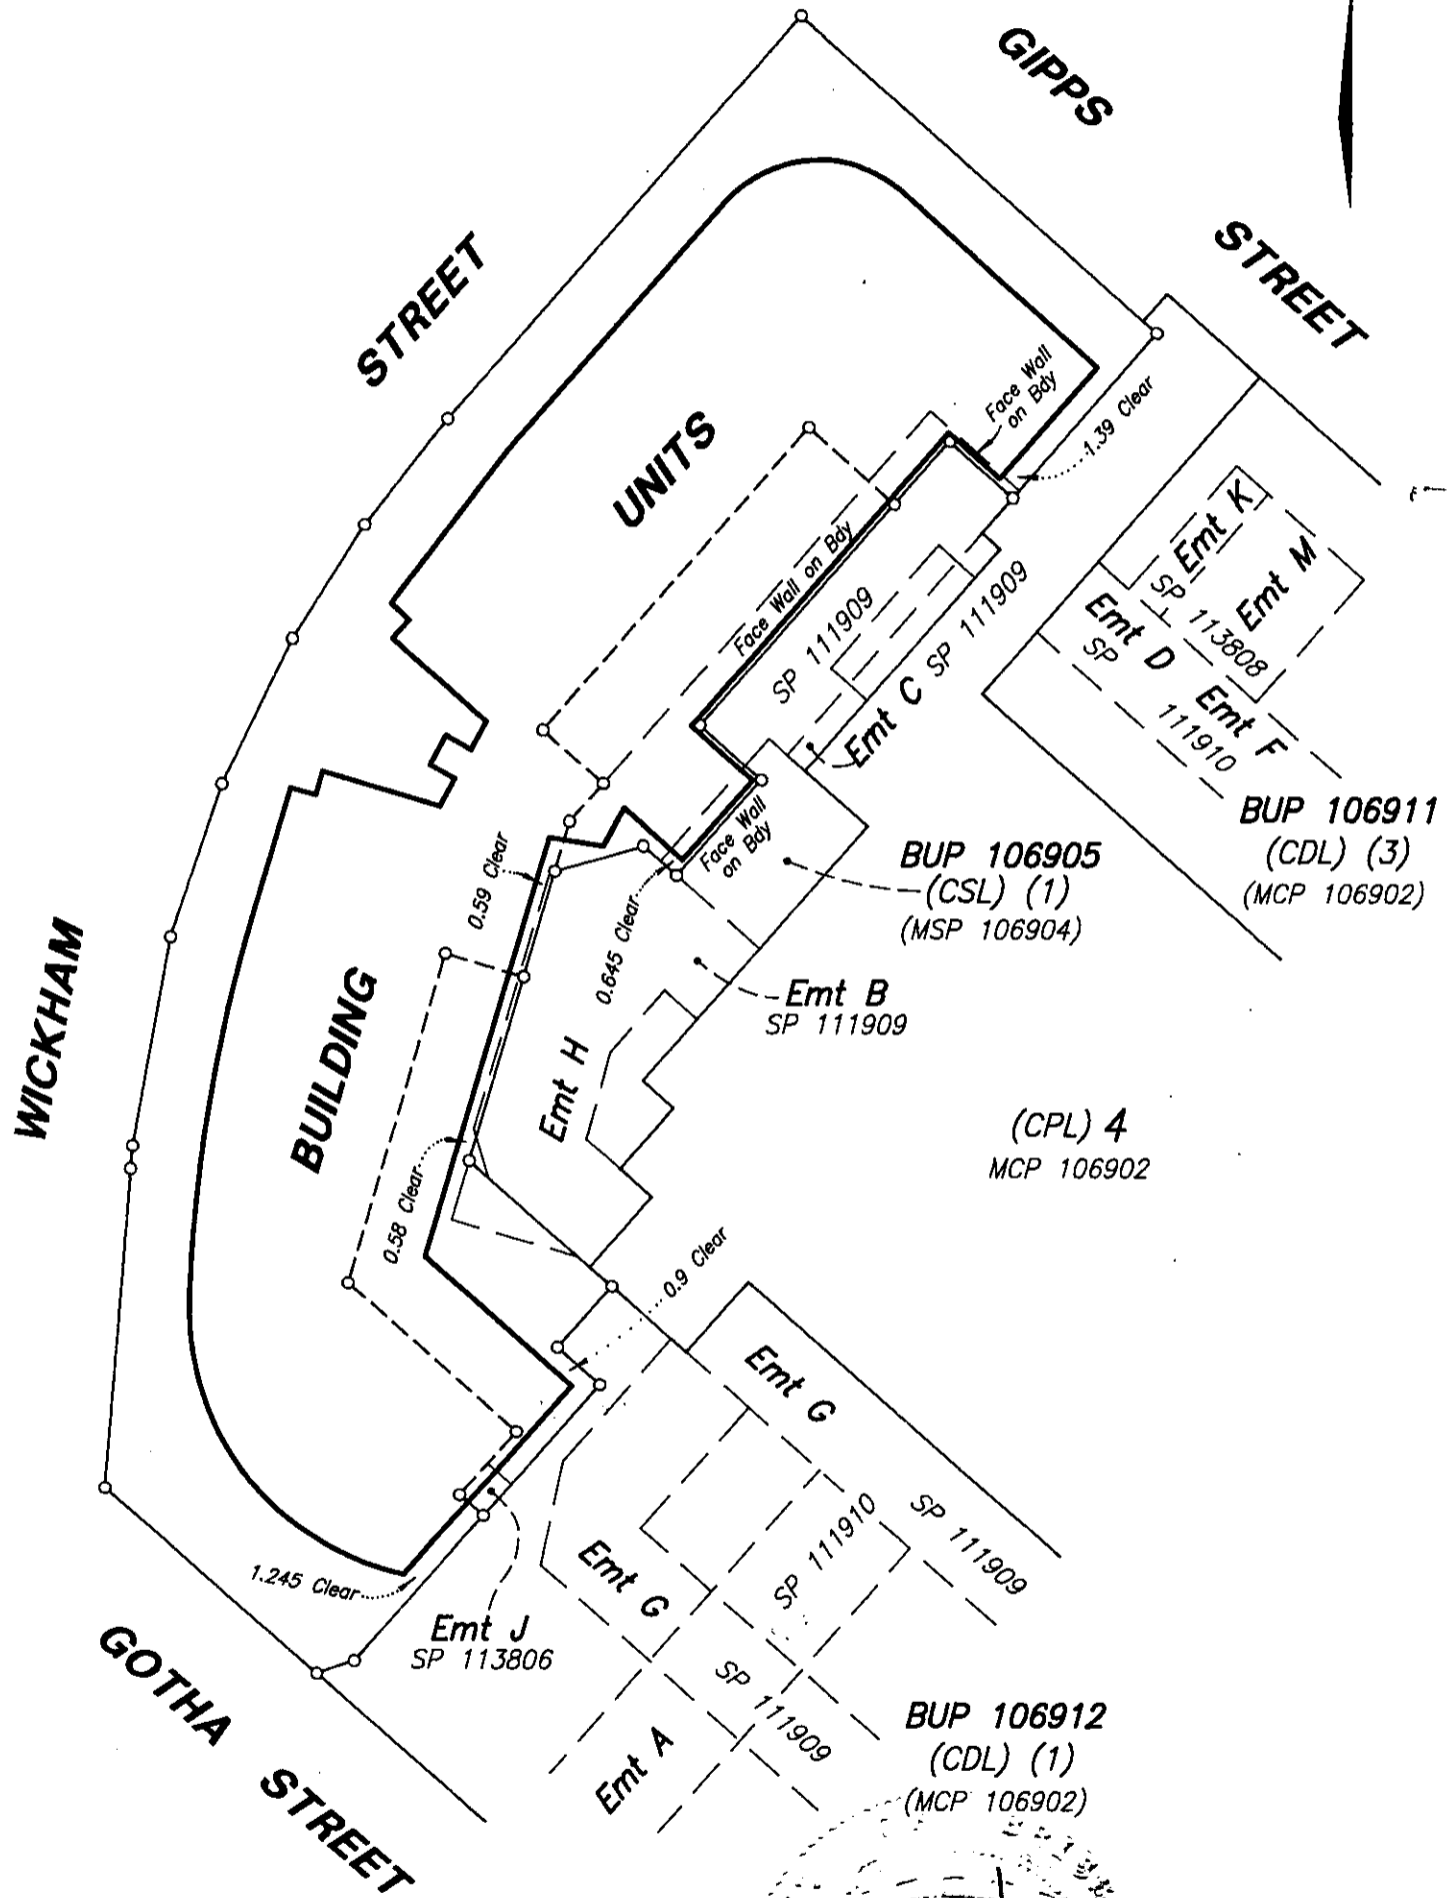 GIPPS
STREET
STREET
WICKHAM
UNITS
BUILDING
Face Wall
on Bdy
1.39 Clear
Face Wall on Bdy
SP 111909
Emt C
SP 111909
Emt K
SP 113808
Emt M
Emt D
SP 111910
Emt F
BUP 106911
(CDL) (3)
(MCP 106902)
Face Wall
on Bdy
BUP 106905
(CSL) (1)
(MSP 106904)
0.59 Clear
0.645 Clear
Emt B
SP 111909
Emt H
(CPL) 4
MCP 106902
0.58 Clear
0.9 Clear
Emt G
SP 111909
SP 111910
Emt G
SP 111909
Emt A
1.245 Clear
Emt J
SP 113806
BUP 106912
(CDL) (1)
(MCP 106902)
GOTHA
STREET